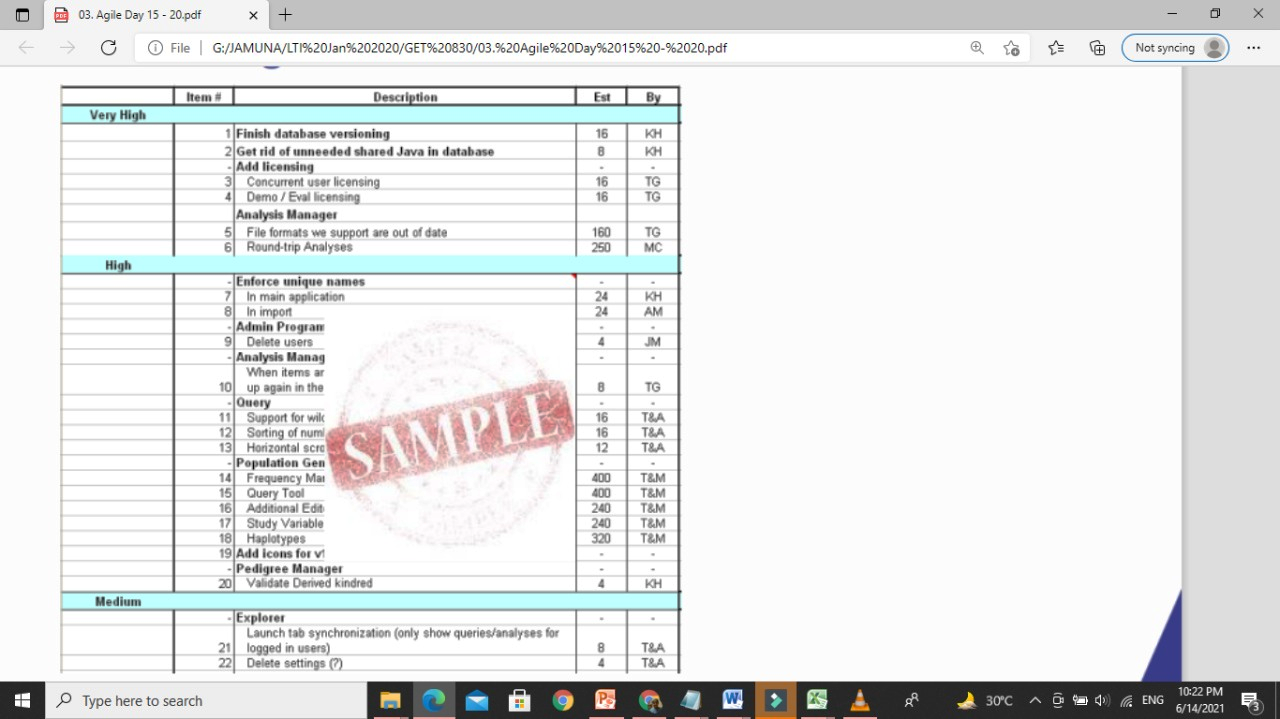 03. Agile Day 15 - 20.pdf
File | G:/JAMUNA/LTI%20Jan%202020/GET%20830/03.%20Agile%20Day%2015%20-%2020.pdf
Not syncing
Item # Description Est By
Very High
1 Finish database versioning 16 KH
2 Get rid of unneeded shared Java in database 8 KH
- Add licensing - -
3 Concurrent user licensing 16 TG
4 Demo / Eval licensing 16 TG
Analysis Manager
5 File formats we support are out of date 160 TG
6 Round-trip Analyses 250 MC
High
- Enforce unique names - -
7 In main application 24 KH
8 In import 24 AM
- Admin Program - -
9 Delete users 4 JM
- Analysis Manag - -
When items ar
10 up again in the 8 TG
- Query - -
11 Support for wild 16 T&A
12 Sorting of num 16 T&A
13 Horizontal scro 12 T&A
- Population Gen - -
14 Frequency Man 400 T&M
15 Query Tool 400 T&M
16 Additional Edit 240 T&M
17 Study Variable 240 T&M
18 Haplotypes 320 T&M
19 Add icons for v - -
- Pedigree Manager - -
20 Validate Derived kindred 4 KH
SAMPLE
Medium
- Explorer - -
Launch tab synchronization (only show queries/analyses for
21 logged in users) 8 T&A
22 Delete settings (?) 4 T&A
Type here to search
30°C
ENG
10:22 PM
6/14/2021
3